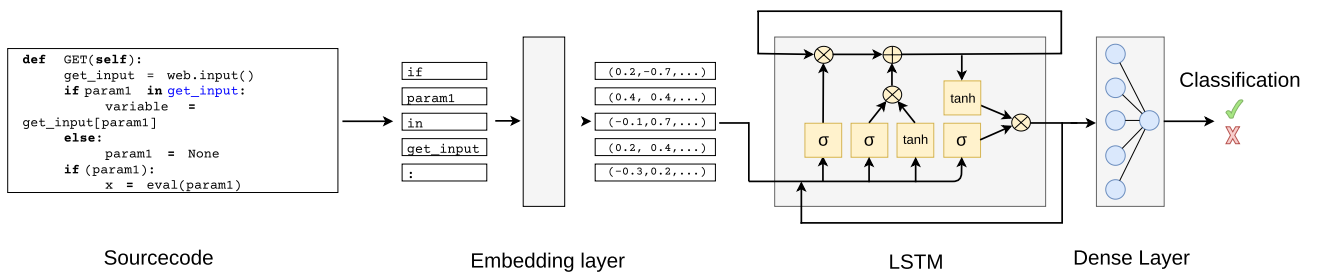 def GET(self):
get_input = web.input()
if param1 in get_input:
variable =
get_input[param1]
else:
param1 = None
if (param1):
x = eval(param1)
Sourcecode
if
param1
in
get_input
:
Embedding layer
(0.2,-0.7,...)
(0.4, 0.4,...)
(-0.1,0.7,...)
(0.2, 0.4,...)
(-0.3,0.2,...)
tanh
σ
σ
tanh
σ
LSTM
Dense Layer
Classification